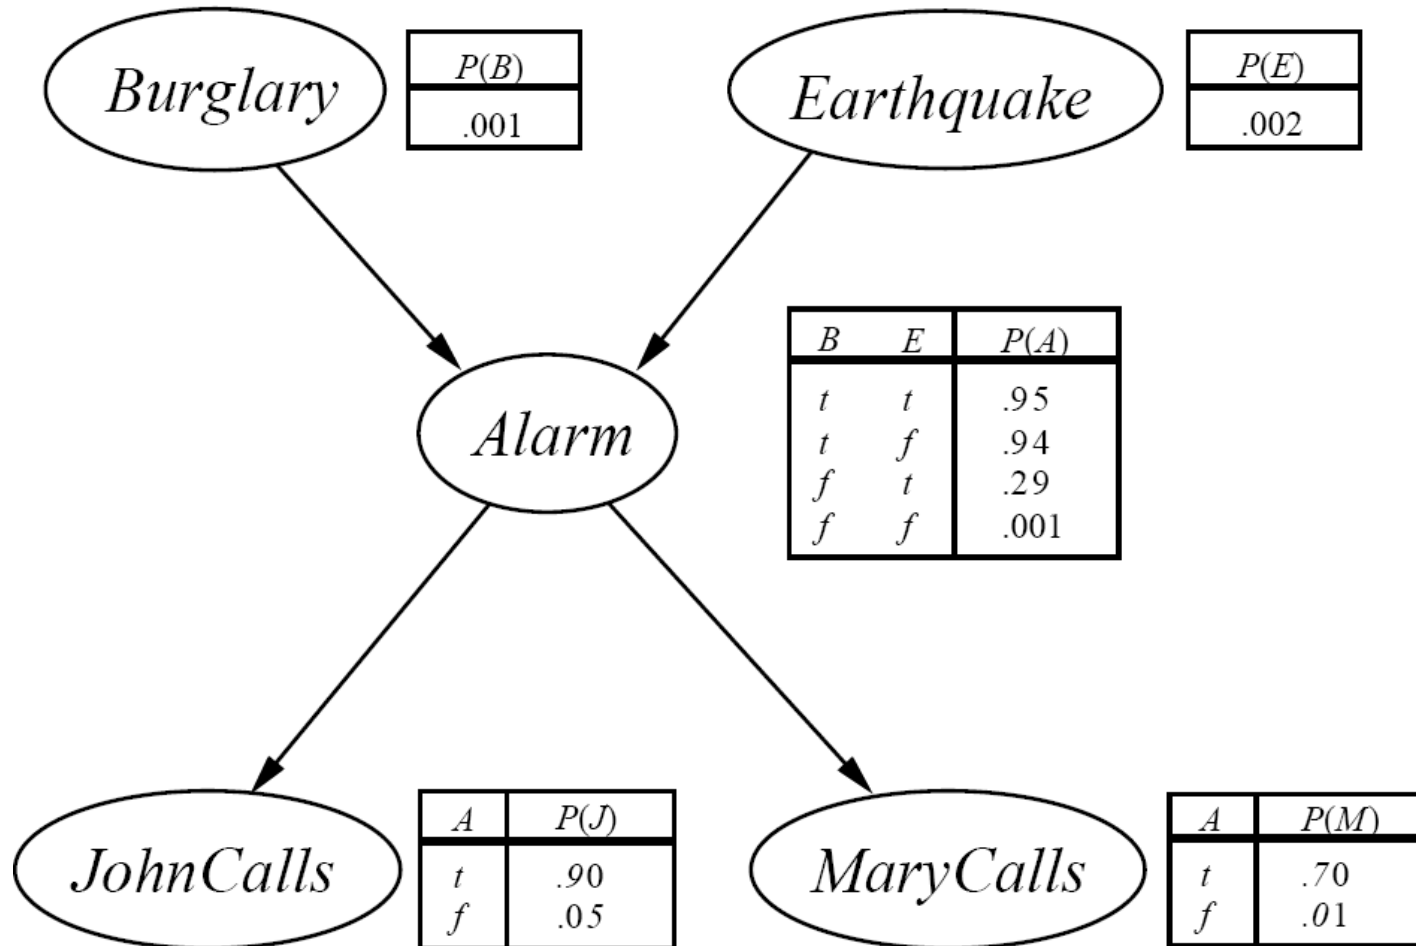 Burglary
P(B)
.001
Earthquake
P(E)
.002
Alarm
B E P(A)
t t .95
t f .94
f t .29
f f .001
JohnCalls
A P(J)
t .90
f .05
MaryCalls
A P(M)
t .70
f .01